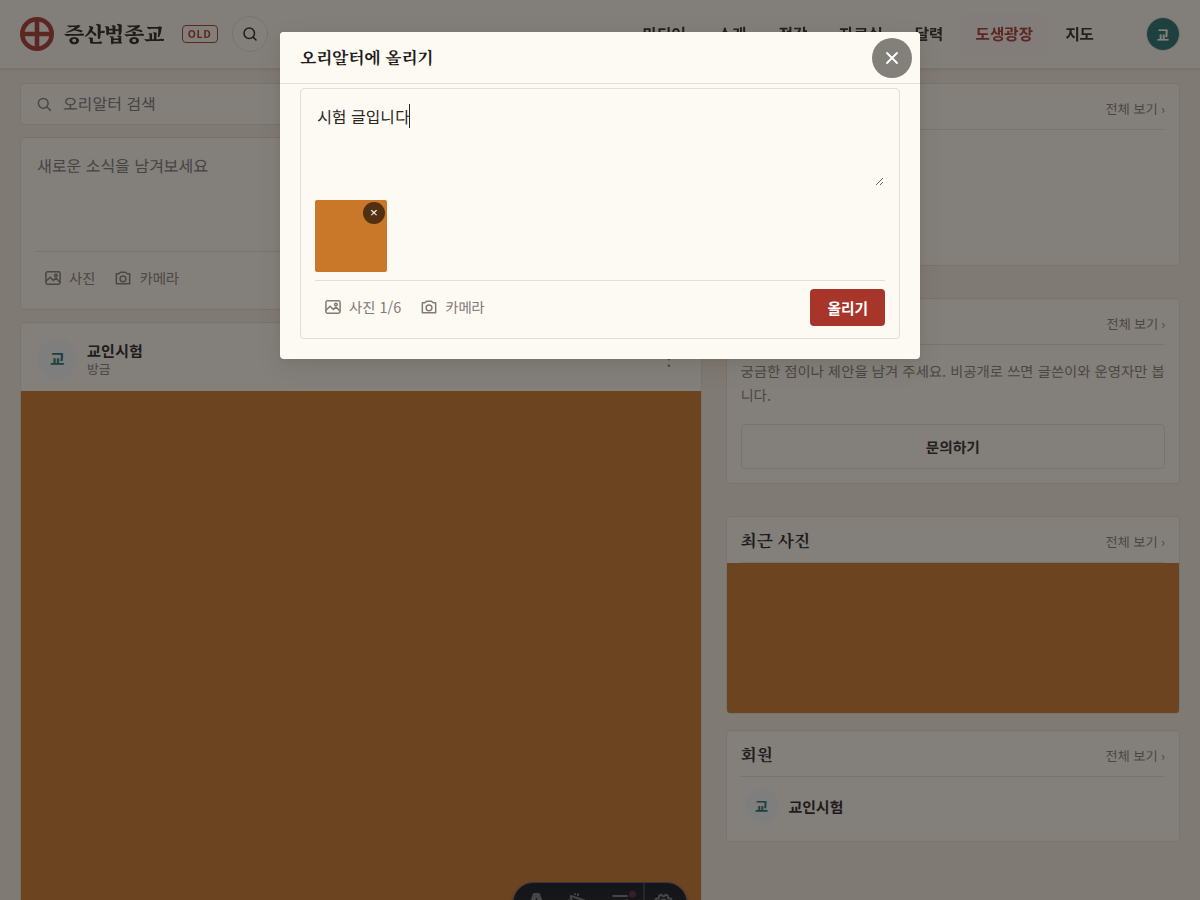 증산법종교 OLD
달력 도생광장 지도 교
오리알터에 올리기
시험 글입니다
사진 1/6 카메라 올리기
오리알터 검색
새로운 소식을 남겨보세요
사진 카메라
교 교인시험
방금
전체 보기 ›
전체 보기 ›
궁금한 점이나 제안을 남겨 주세요. 비공개로 쓰면 글쓴이와 운영자만 봅
니다.
문의하기
최근 사진 전체 보기 ›
회원 전체 보기 ›
교 교인시험